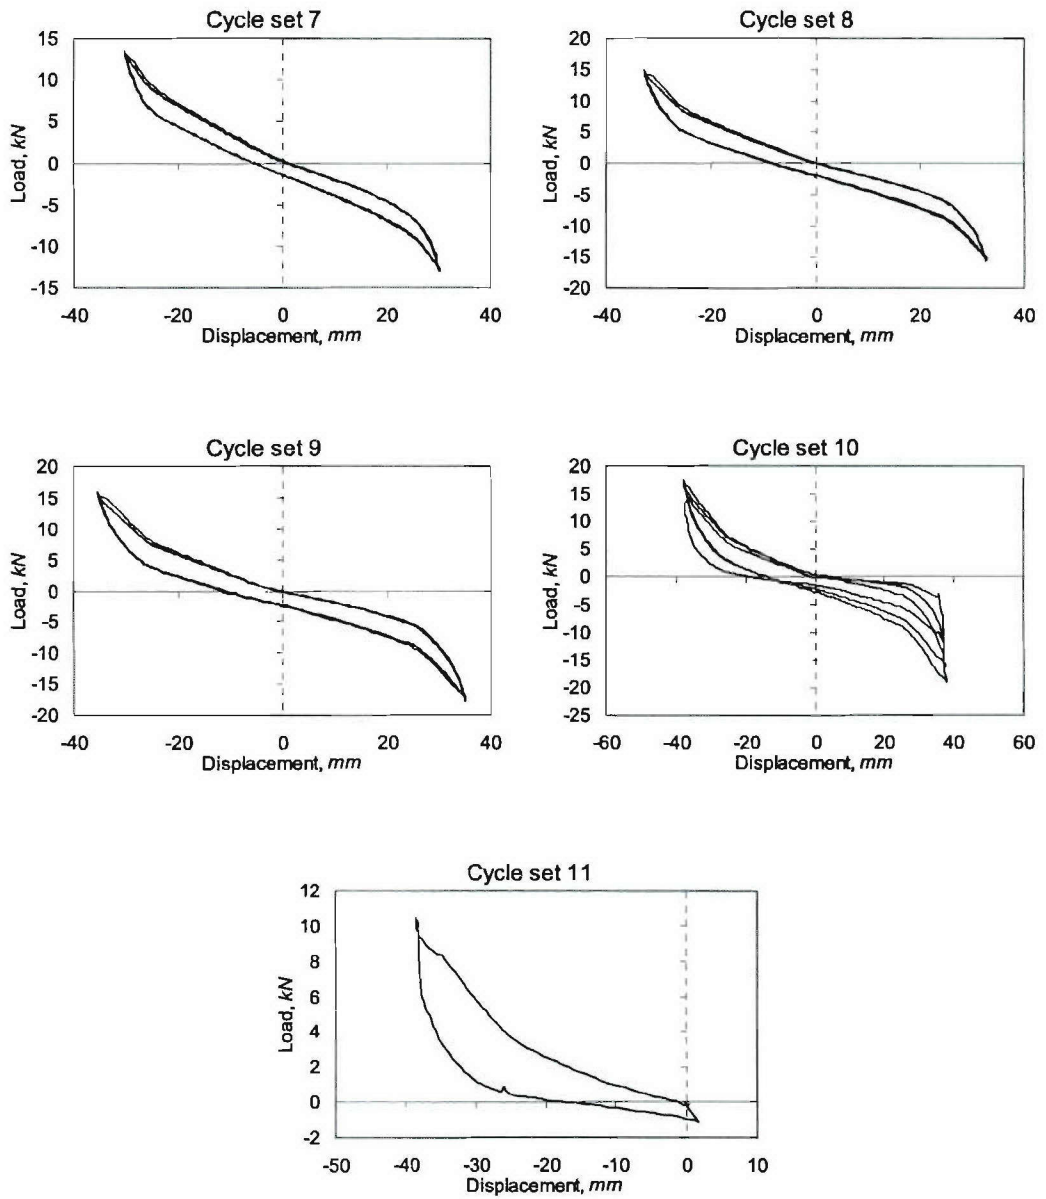 Cycle set 7
15
10
5
0
-5
-10
-15
Load, kN
-40 -20 0 20 40
Displacement, mm
Cycle set 8
20
15
10
5
0
-5
-10
-15
-20
Load, kN
-40 -20 0 20 40
Displacement, mm
Cycle set 9
20
15
10
5
0
-5
-10
-15
-20
Load, kN
-40 -20 0 20 40
Displacement, mm
Cycle set 10
20
15
10
5
0
-5
-10
-15
-20
-25
Load, kN
-60 -40 -20 0 20 40 60
Displacement, mm
Cycle set 11
12
10
8
6
4
2
0
-2
Load, kN
-50 -40 -30 -20 -10 0 10
Displacement, mm